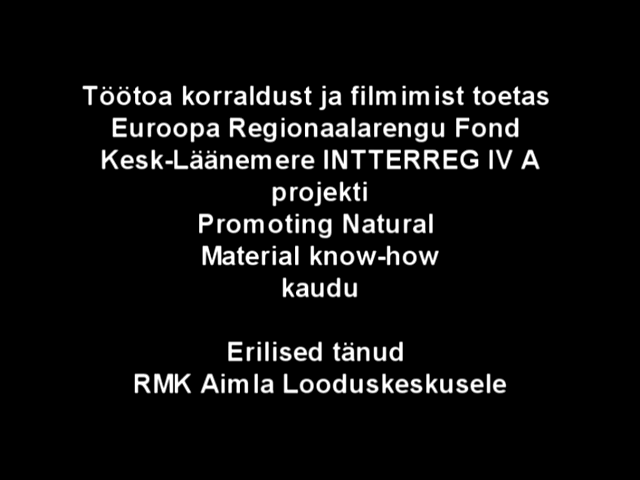 Töötoa korraldust ja filmimist toetas
Euroopa Regionaalarengu Fond
Kesk-Läänemere INTTERREG IV A
projekti
Promoting Natural
Material know-how
kaudu
Erilised tänud
RMK Aimla Looduskeskusele